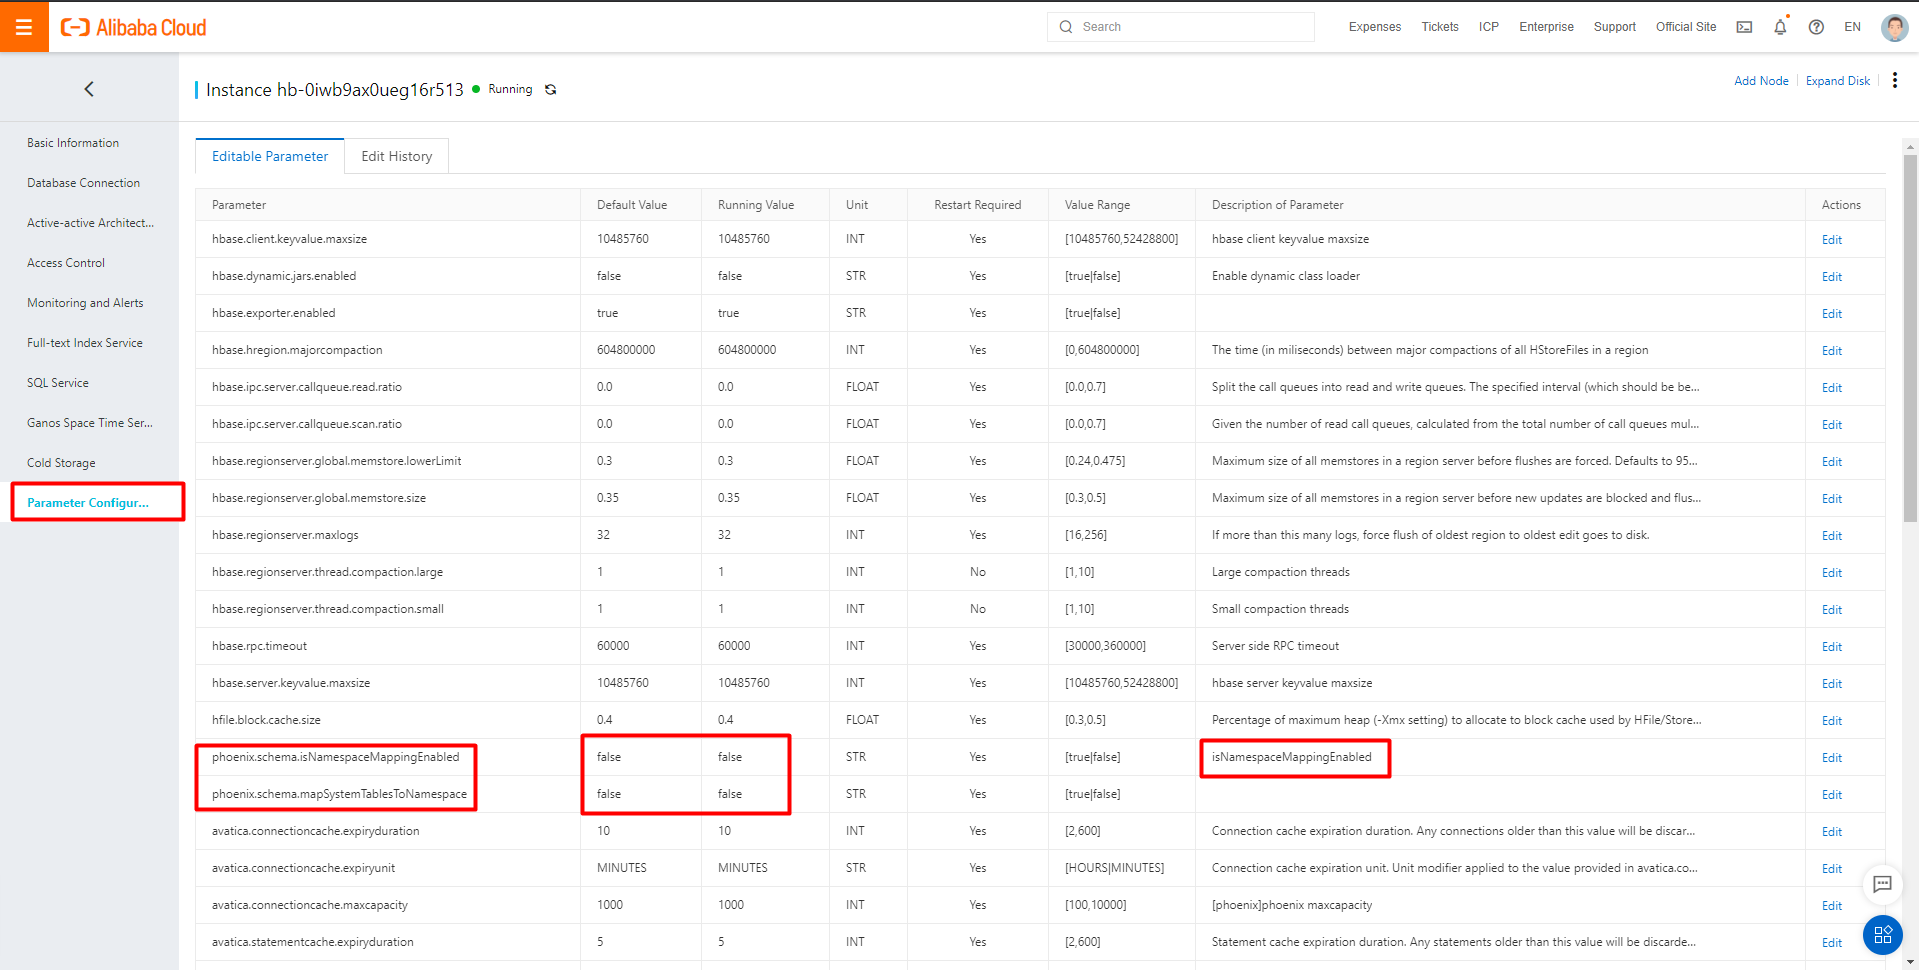 Alibaba Cloud
Search
Expenses Tickets ICP Enterprise Support Official Site EN
Instance hb-0iwb9ax0ueg16r513 Running
Add Node Expand Disk
Basic Information
Database Connection
Active-active Architect...
Access Control
Monitoring and Alerts
Full-text Index Service
SQL Service
Ganos Space Time Ser...
Cold Storage
Parameter Configur...
Editable Parameter Edit History
Parameter Default Value Running Value Unit Restart Required Value Range Description of Parameter Actions
hbase.client.keyvalue.maxsize 10485760 10485760 INT Yes [10485760,52428800] hbase client keyvalue maxsize Edit
hbase.dynamic.jars.enabled false false STR Yes [true|false] Enable dynamic class loader Edit
hbase.exporter.enabled true true STR Yes [true|false] Edit
hbase.hregion.majorcompaction 604800000 604800000 INT Yes [0,604800000] The time (in miliseconds) between major compactions of all HStoreFiles in a region Edit
hbase.ipc.server.callqueue.read.ratio 0.0 0.0 FLOAT Yes [0.0,0.7] Split the call queues into read and write queues. The specified interval (which should be be... Edit
hbase.ipc.server.callqueue.scan.ratio 0.0 0.0 FLOAT Yes [0.0,0.7] Given the number of read call queues, calculated from the total number of call queues mul... Edit
hbase.regionserver.global.memstore.lowerLimit 0.3 0.3 FLOAT Yes [0.24,0.475] Maximum size of all memstores in a region server before flushes are forced. Defaults to 95... Edit
hbase.regionserver.global.memstore.size 0.35 0.35 FLOAT Yes [0.3,0.5] Maximum size of all memstores in a region server before new updates are blocked and flus... Edit
hbase.regionserver.maxlogs 32 32 INT Yes [16,256] If more than this many logs, force flush of oldest region to oldest edit goes to disk. Edit
hbase.regionserver.thread.compaction.large 1 1 INT No [1,10] Large compaction threads Edit
hbase.regionserver.thread.compaction.small 1 1 INT No [1,10] Small compaction threads Edit
hbase.rpc.timeout 60000 60000 INT Yes [30000,360000] Server side RPC timeout Edit
hbase.server.keyvalue.maxsize 10485760 10485760 INT Yes [10485760,52428800] hbase server keyvalue maxsize Edit
hfile.block.cache.size 0.4 0.4 FLOAT Yes [0.3,0.5] Percentage of maximum heap (-Xmx setting) to allocate to block cache used by HFile/Store... Edit
phoenix.schema.isNamespaceMappingEnabled false false STR Yes [true|false] isNamespaceMappingEnabled Edit
phoenix.schema.mapSystemTablesToNamespace false false STR Yes [true|false] Edit
avatica.connectioncache.expiryduration 10 10 INT Yes [2,600] Connection cache expiration duration. Any connections older than this value will be discar... Edit
avatica.connectioncache.expiryunit MINUTES MINUTES STR Yes [HOURS|MINUTES] Connection cache expiration unit. Unit modifier applied to the value provided in avatica.co... Edit
avatica.connectioncache.maxcapacity 1000 1000 INT Yes [100,10000] [phoenix]phoenix maxcapacity Edit
avatica.statementcache.expiryduration 5 5 INT Yes [2,600] Statement cache expiration duration. Any statements older than this value will be discarde... Edit